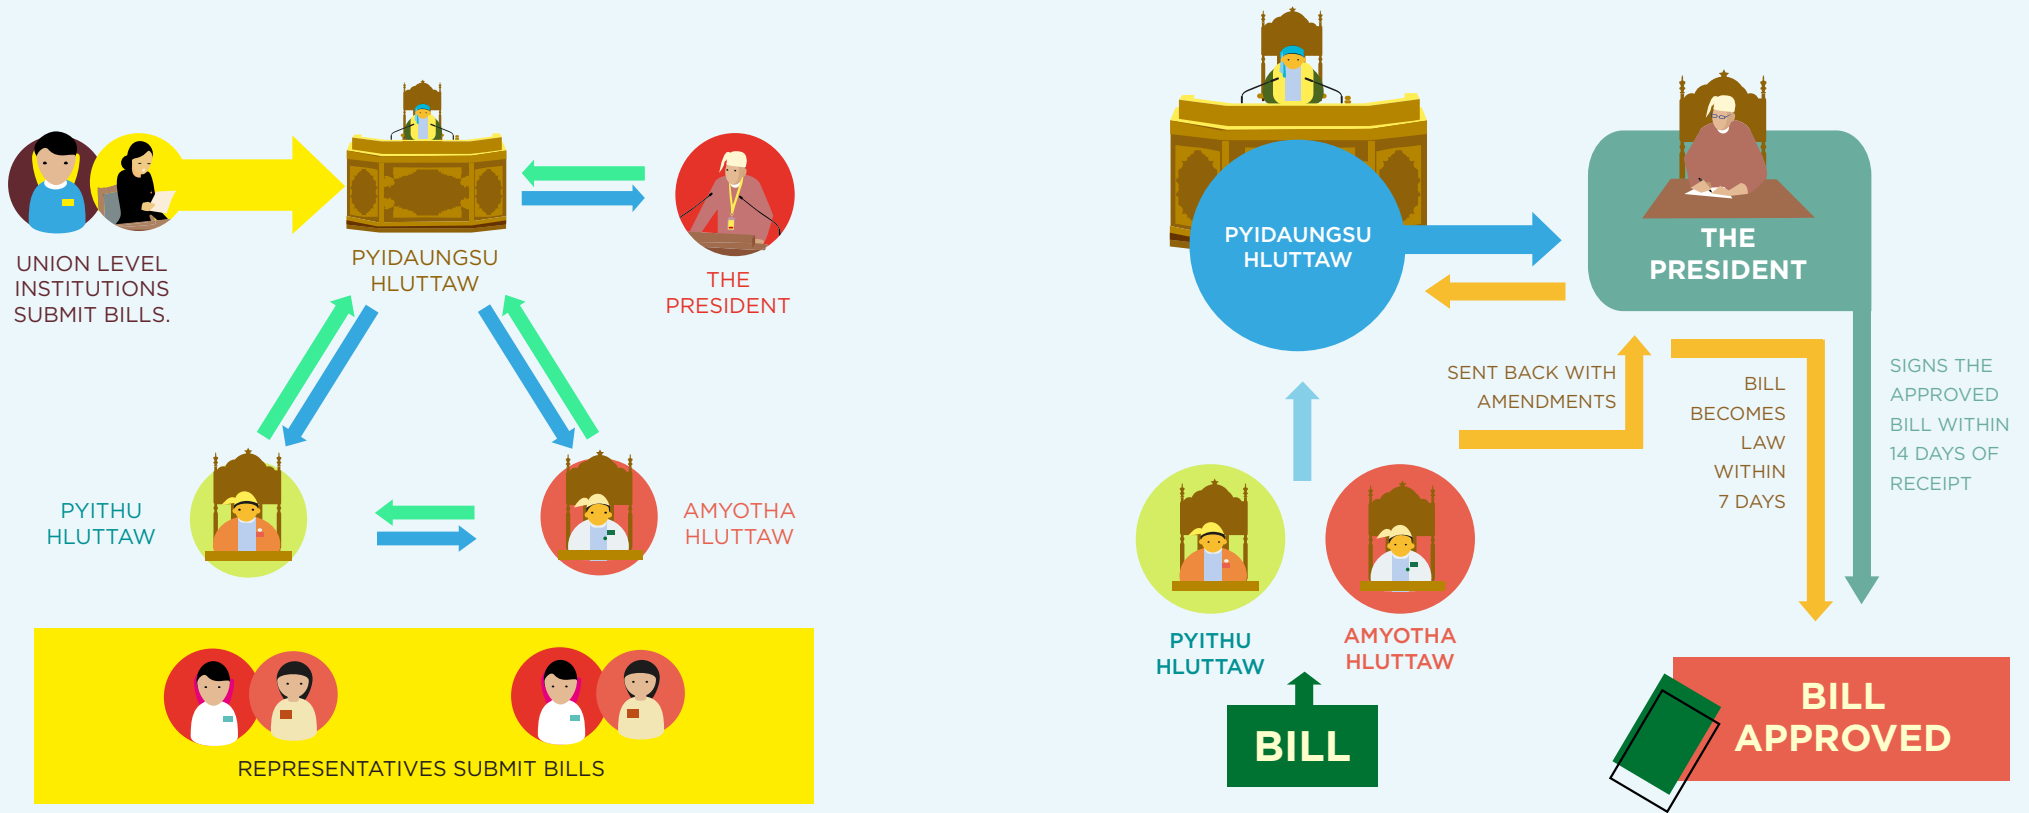 UNION LEVEL
INSTITUTIONS
SUBMIT BILLS.
PYIDAUNGSU
HLUTTAW
THE
PRESIDENT
PYITHU
HLUTTAW
AMYOTHA
HLUTTAW
REPRESENTATIVES SUBMIT BILLS
PYIDAUNGSU
HLUTTAW
THE
PRESIDENT
SENT BACK WITH
AMENDMENTS
BILL
BECOMES
LAW
WITHIN
7 DAYS
SIGNS THE
APPROVED
BILL WITHIN
14 DAYS OF
RECEIPT
PYITHU
HLUTTAW
AMYOTHA
HLUTTAW
BILL
BILL
APPROVED